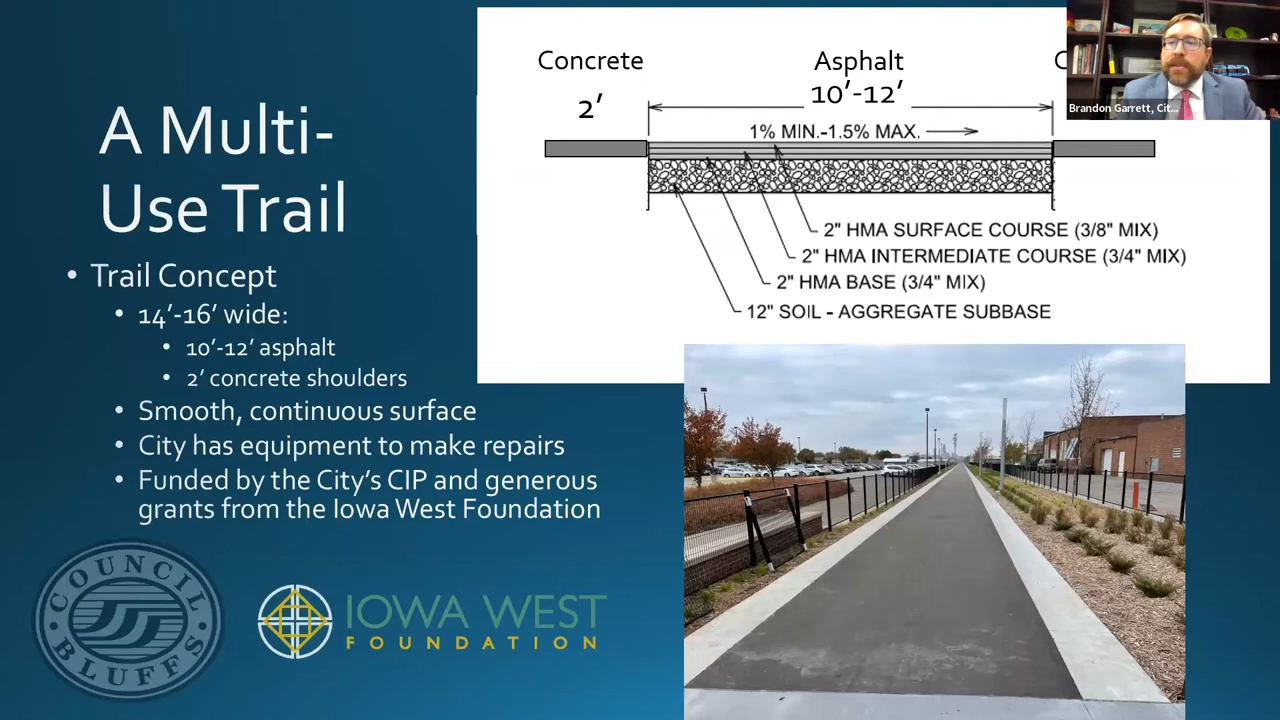 A Multi-
Use Trail
• Trail Concept
• 14’-16’ wide:
• 10’-12’ asphalt
• 2’ concrete shoulders
• Smooth, continuous surface
• City has equipment to make repairs
• Funded by the City’s CIP and generous
grants from the Iowa West Foundation
COUNCIL
BLUFFS
IOWA WEST
FOUNDATION
Concrete
2’
Asphalt
10’-12’
C
1% MIN.-1.5% MAX.
2" HMA SURFACE COURSE (3/8" MIX)
2" HMA INTERMEDIATE COURSE (3/4" MIX)
2" HMA BASE (3/4" MIX)
12" SOIL - AGGREGATE SUBBASE
Brandon Garrett, Cit...